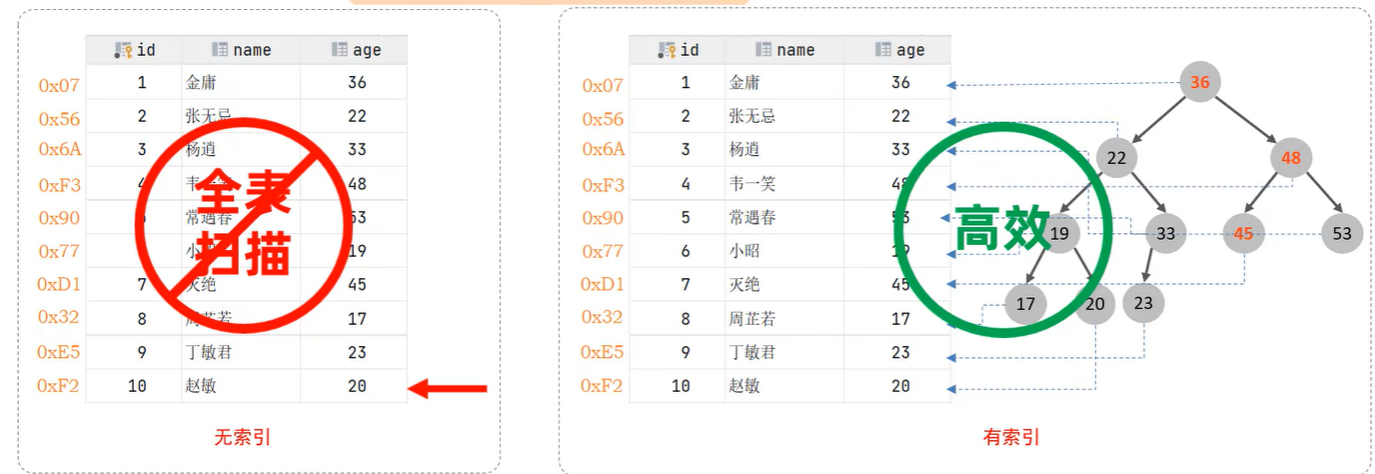 id name age
0x07 1 金庸 36
0x56 2 张无忌 22
0x6A 3 杨逍 33
0xF3 4 韦一笑 48
0x90 5 常遇春 53
0x77 6 小昭 19
0xD1 7 灭绝 45
0x32 8 周芷若 17
0xE5 9 丁敏君 23
0xF2 10 赵敏 20
全表
扫描
无索引
id name age
0x07 1 金庸 36
0x56 2 张无忌 22
0x6A 3 杨逍 33
0xF3 4 韦一笑 48
0x90 5 常遇春 53
0x77 6 小昭 19
0xD1 7 灭绝 45
0x32 8 周芷若 17
0xE5 9 丁敏君 23
0xF2 10 赵敏 20
高效
36
22 48
19 33 45 53
17 20 23
有索引